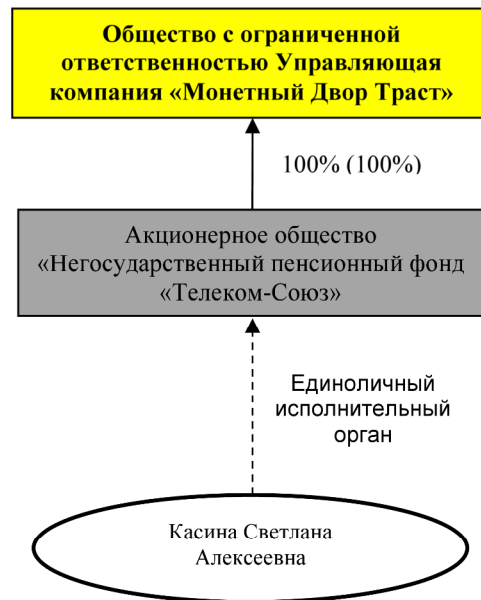 Общество с ограниченной
ответственностью Управляющая
компания «Монетный Двор Траст»
100% (100%)
Акционерное общество
«Негосударственный пенсионный фонд
«Телеком-Союз»
Единоличный
исполнительный
орган
Касина Светлана
Алексеевна